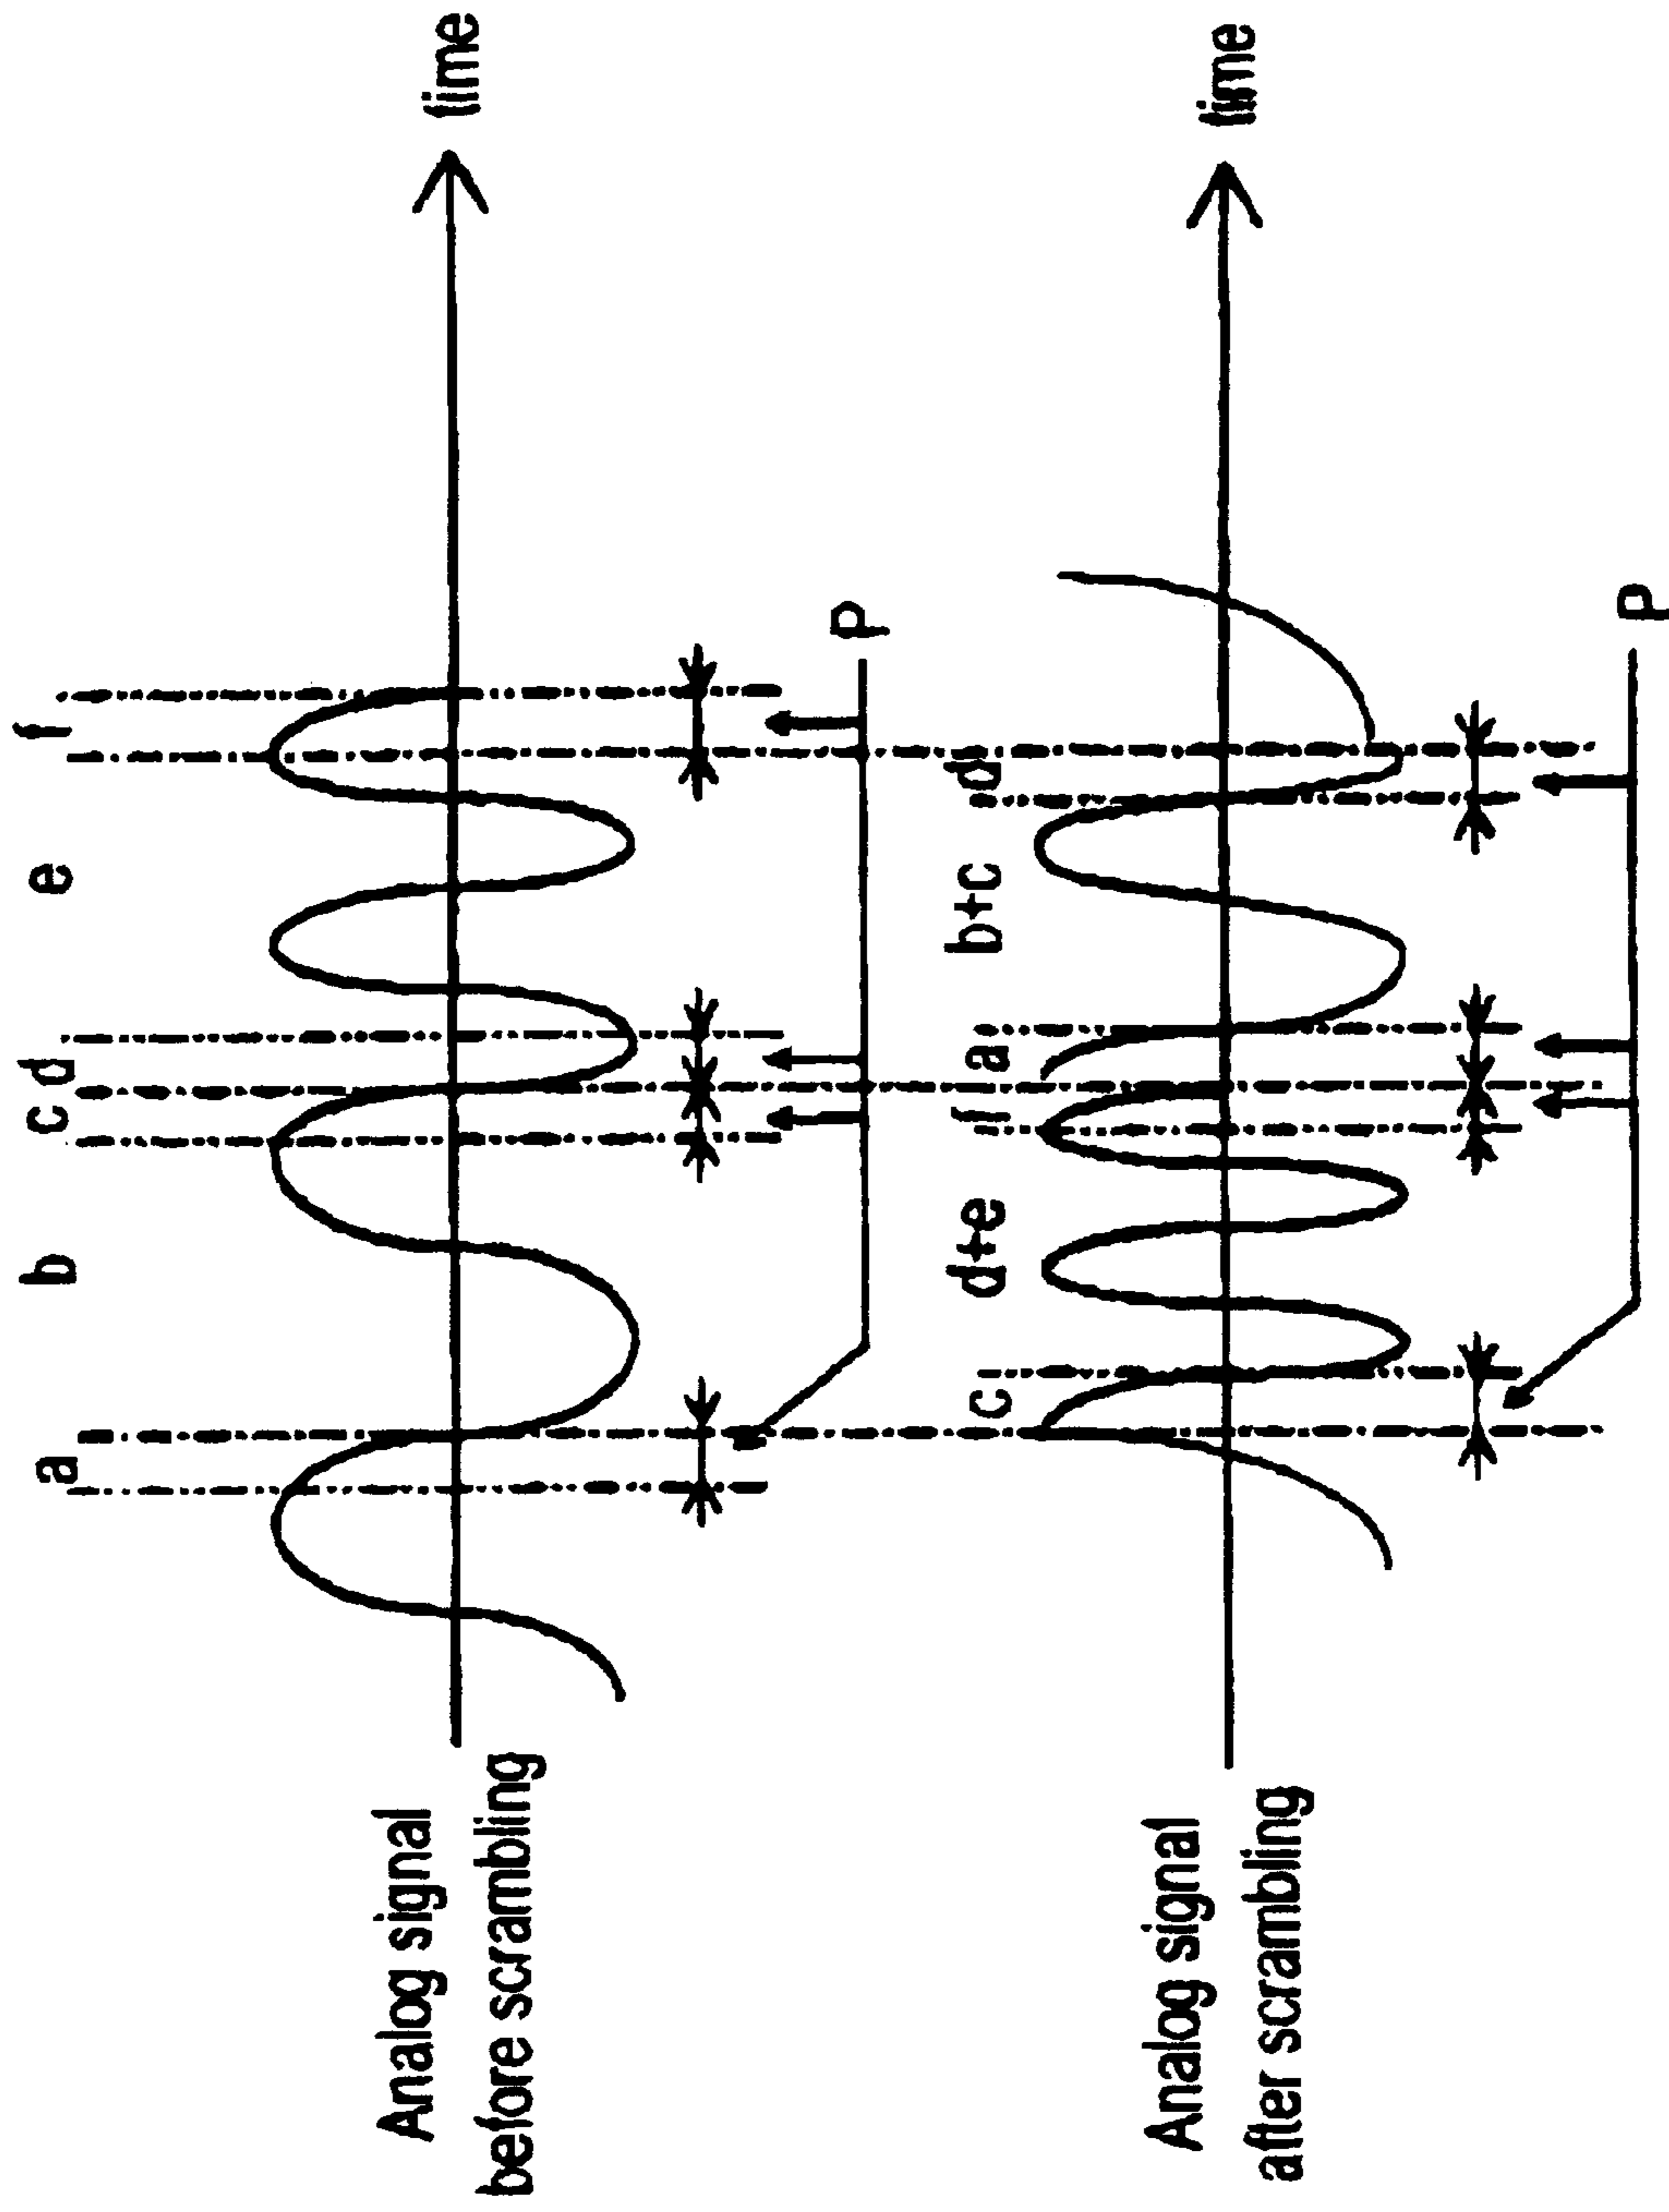 a b c d e f
Analog signal
before scrambling
time
P
c d+e f a b+c d
Analog signal
after scrambling
time
P